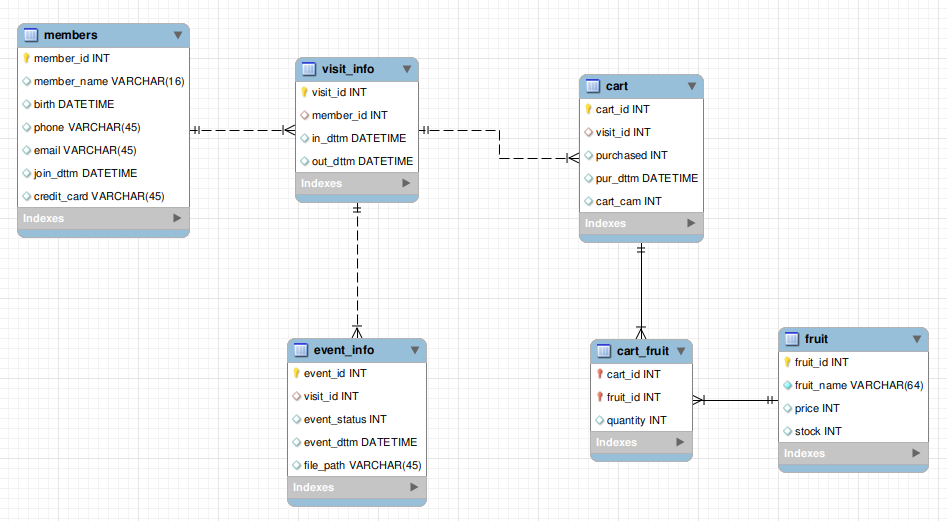 members
member_id INT
member_name VARCHAR(16)
birth DATETIME
phone VARCHAR(45)
email VARCHAR(45)
join_dttm DATETIME
credit_card VARCHAR(45)
Indexes
visit_info
visit_id INT
member_id INT
in_dttm DATETIME
out_dttm DATETIME
Indexes
cart
cart_id INT
visit_id INT
purchased INT
pur_dttm DATETIME
cart_cam INT
Indexes
event_info
event_id INT
visit_id INT
event_status INT
event_dttm DATETIME
file_path VARCHAR(45)
Indexes
cart_fruit
cart_id INT
fruit_id INT
quantity INT
Indexes
fruit
fruit_id INT
fruit_name VARCHAR(64)
price INT
stock INT
Indexes